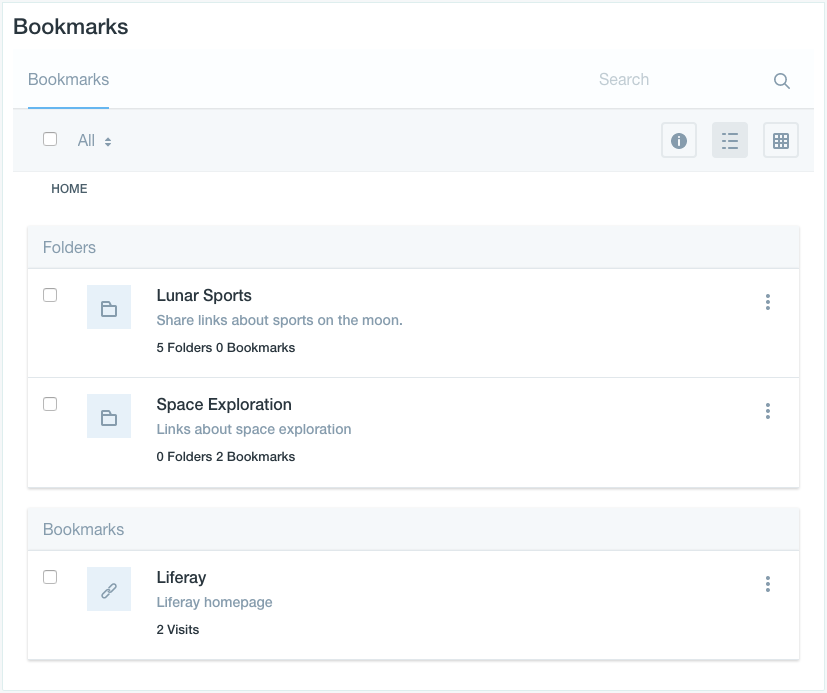 Bookmarks
Bookmarks
Search
All
HOME
Folders
Lunar Sports
Share links about sports on the moon.
5 Folders 0 Bookmarks
Space Exploration
Links about space exploration
0 Folders 2 Bookmarks
Bookmarks
Liferay
Liferay homepage
2 Visits